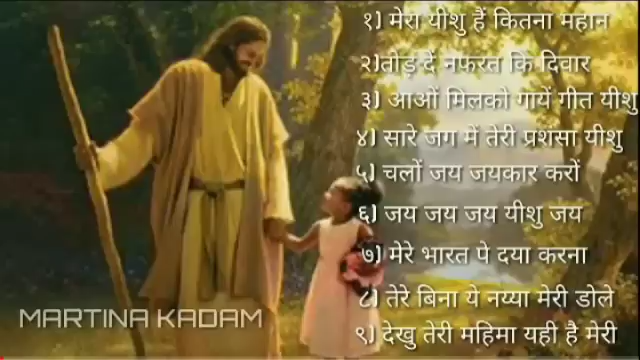 १) मेरा यीशु हैं कितना महान
२)तोड़ दें नफरत कि दिवार
३) आओं मिलको गायें गीत यीशु
४) सारे जग में तेरी प्रशंसा यीशु
५) चलों जय जयकार करों
६) जय जय जय यीशु जय
७) मेरे भारत पे दया करना
८) तेरे बिना ये नय्या मेरी डोले
९) देखु तेरी महिमा यही है मेरी
MARTINA KADAM